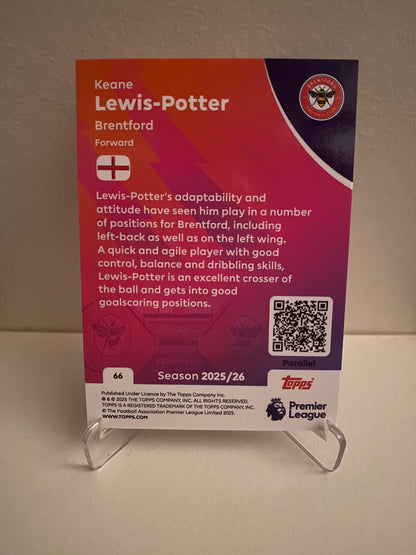 Keane
Lewis-Potter
Brentford
Forward
BRENTFORD
FOOTBALL CLUB
Lewis-Potter's adaptability and
attitude have seen him play in a number
of positions for Brentford, including
left-back as well as on the left wing.
A quick and agile player with good
control, balance and dribbling skills,
Lewis-Potter is an excellent crosser of
the ball and gets into good
goalscoring positions.
Parallel
66
Season 2025/26
topps
Published Under Licence by The Topps Company Inc.
® & © 2025 THE TOPPS COMPANY, INC. ALL RIGHTS RESERVED.
TOPPS IS A REGISTERED TRADEMARK OF THE TOPPS COMPANY, INC.
© The Football Association Premier League Limited 2025.
WWW.TOPPS.COM
Premier
League